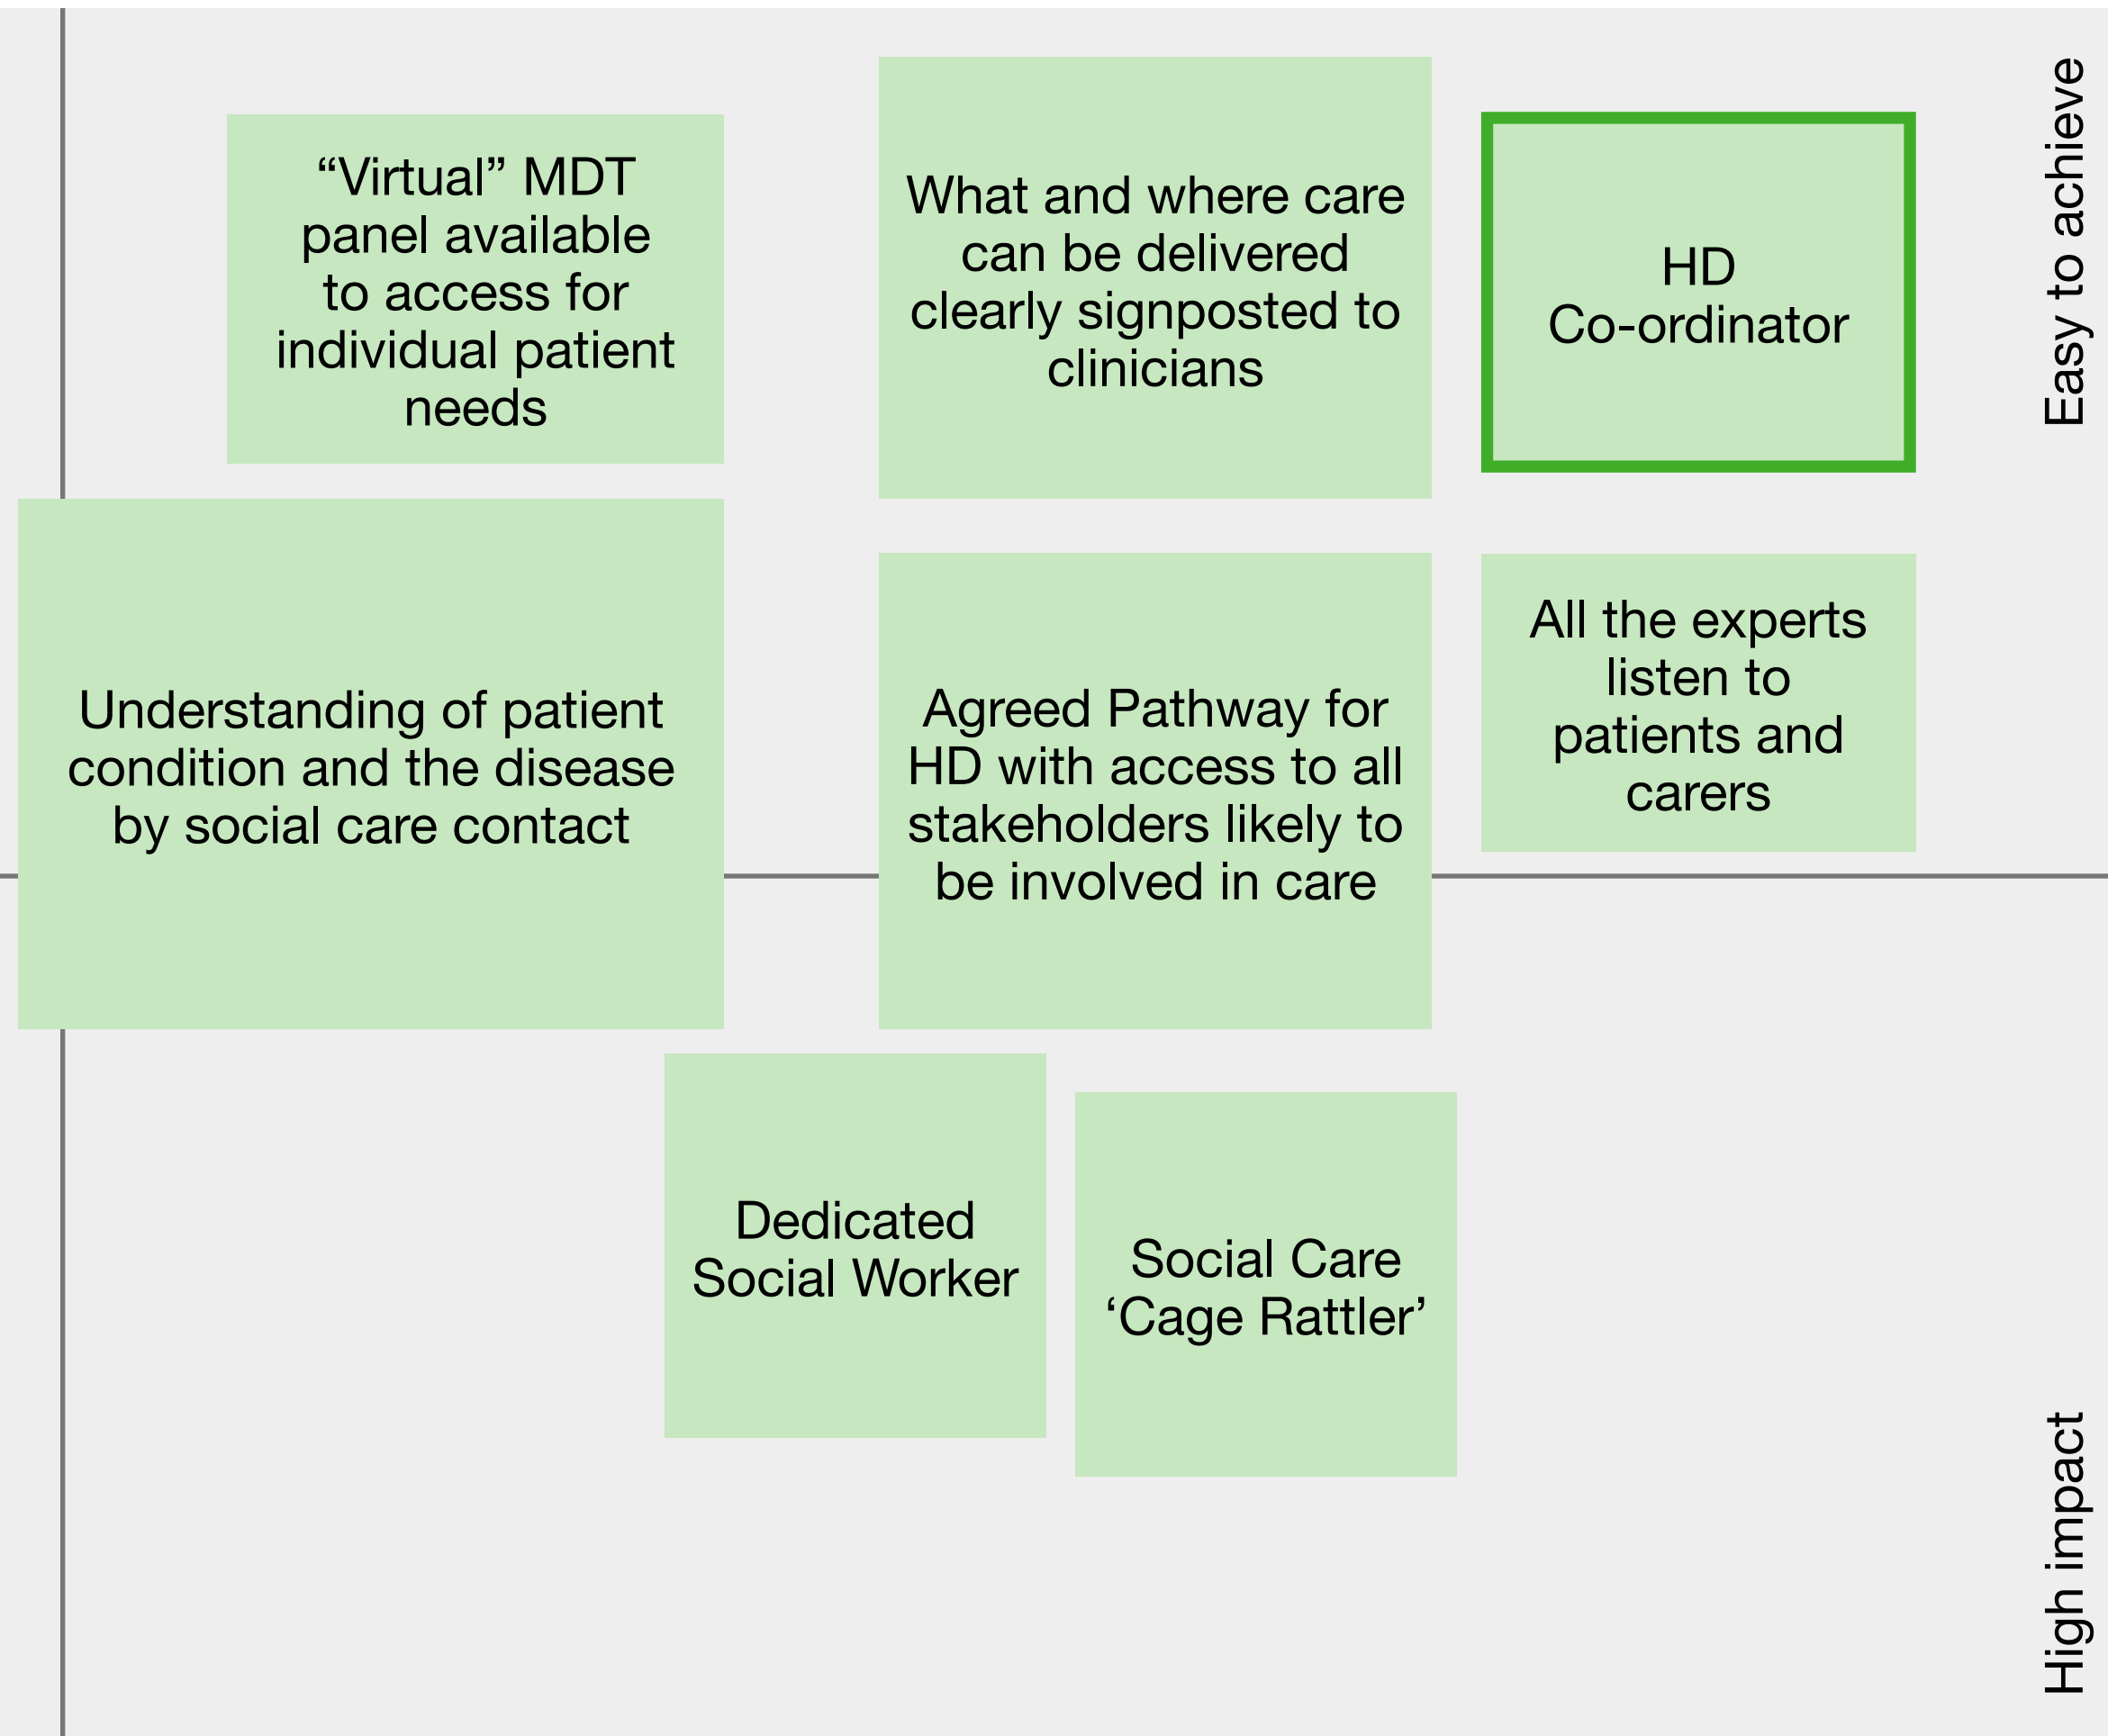 “Virtual” MDT
panel available
to access for
individual patient
needs
What and where care
can be delivered
clearly signposted to
clinicians
HD
Co-ordinator
Easy to achieve
Understanding of patient
condition and the disease
by social care contact
Agreed Pathway for
HD with access to all
stakeholders likely to
be involved in care
All the experts
listen to
patients and
carers
Dedicated
Social Worker
Social Care
‘Cage Rattler’
High impact